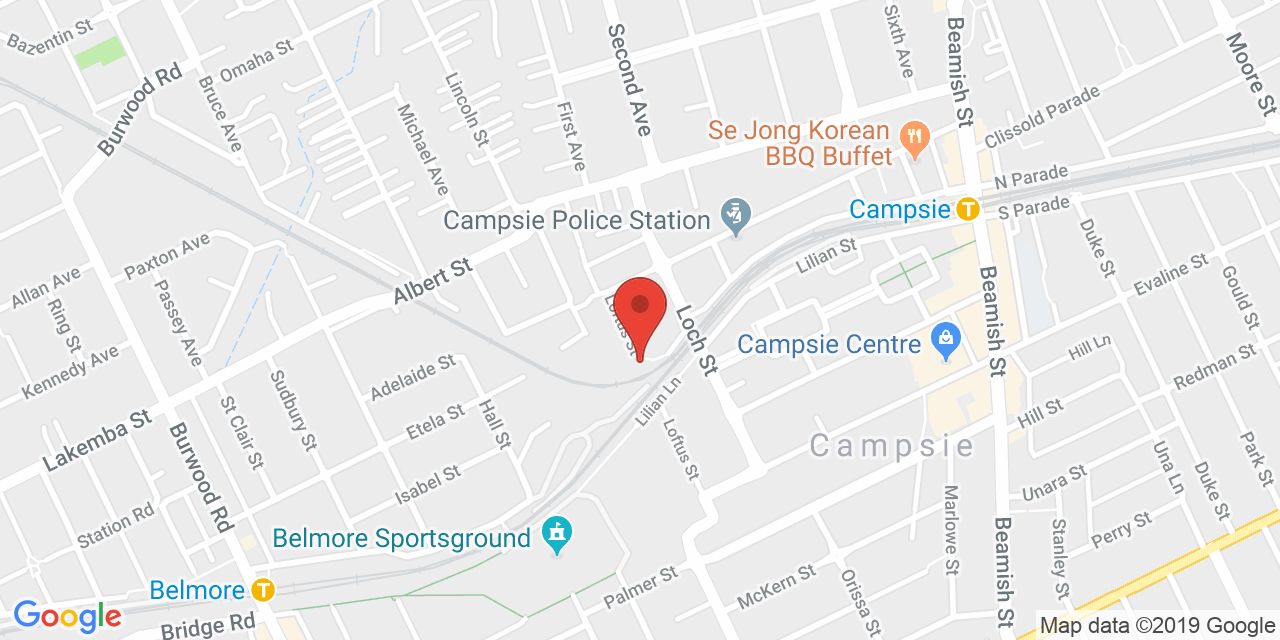 Bazentin St
Omaha St
Burwood Rd
Bruce Ave
Michael Ave
Lincoln St
First Ave
Second Ave
Sixth Ave
Beamish St
Moore St
Clissold Parade
Se Jong Korean
BBQ Buffet
N Parade
S Parade
Campsie
Campsie Police Station
Lilian St
Duke St
Evaline St
Gould St
Allan Ave
Paxton Ave
Passey Ave
Ring St
Kennedy Ave
Albert St
Loftus St
Loch St
Beamish St
Campsie Centre
Hill Ln
Redman St
Hill St
Adelaide St
Sudbury St
St Clair St
Etela St
Hall St
Lilian Ln
Loftus St
Campsie
Lakemba St
Burwood Rd
Isabel St
Station Rd
Unara St
Una Ln
Duke St
Park St
Marlowe St
Beamish St
Stanley St
Perry St
Belmore Sportsground
Belmore
Bridge Rd
Palmer St
McKern St
Orissa St
Google
Map data ©2019 Google